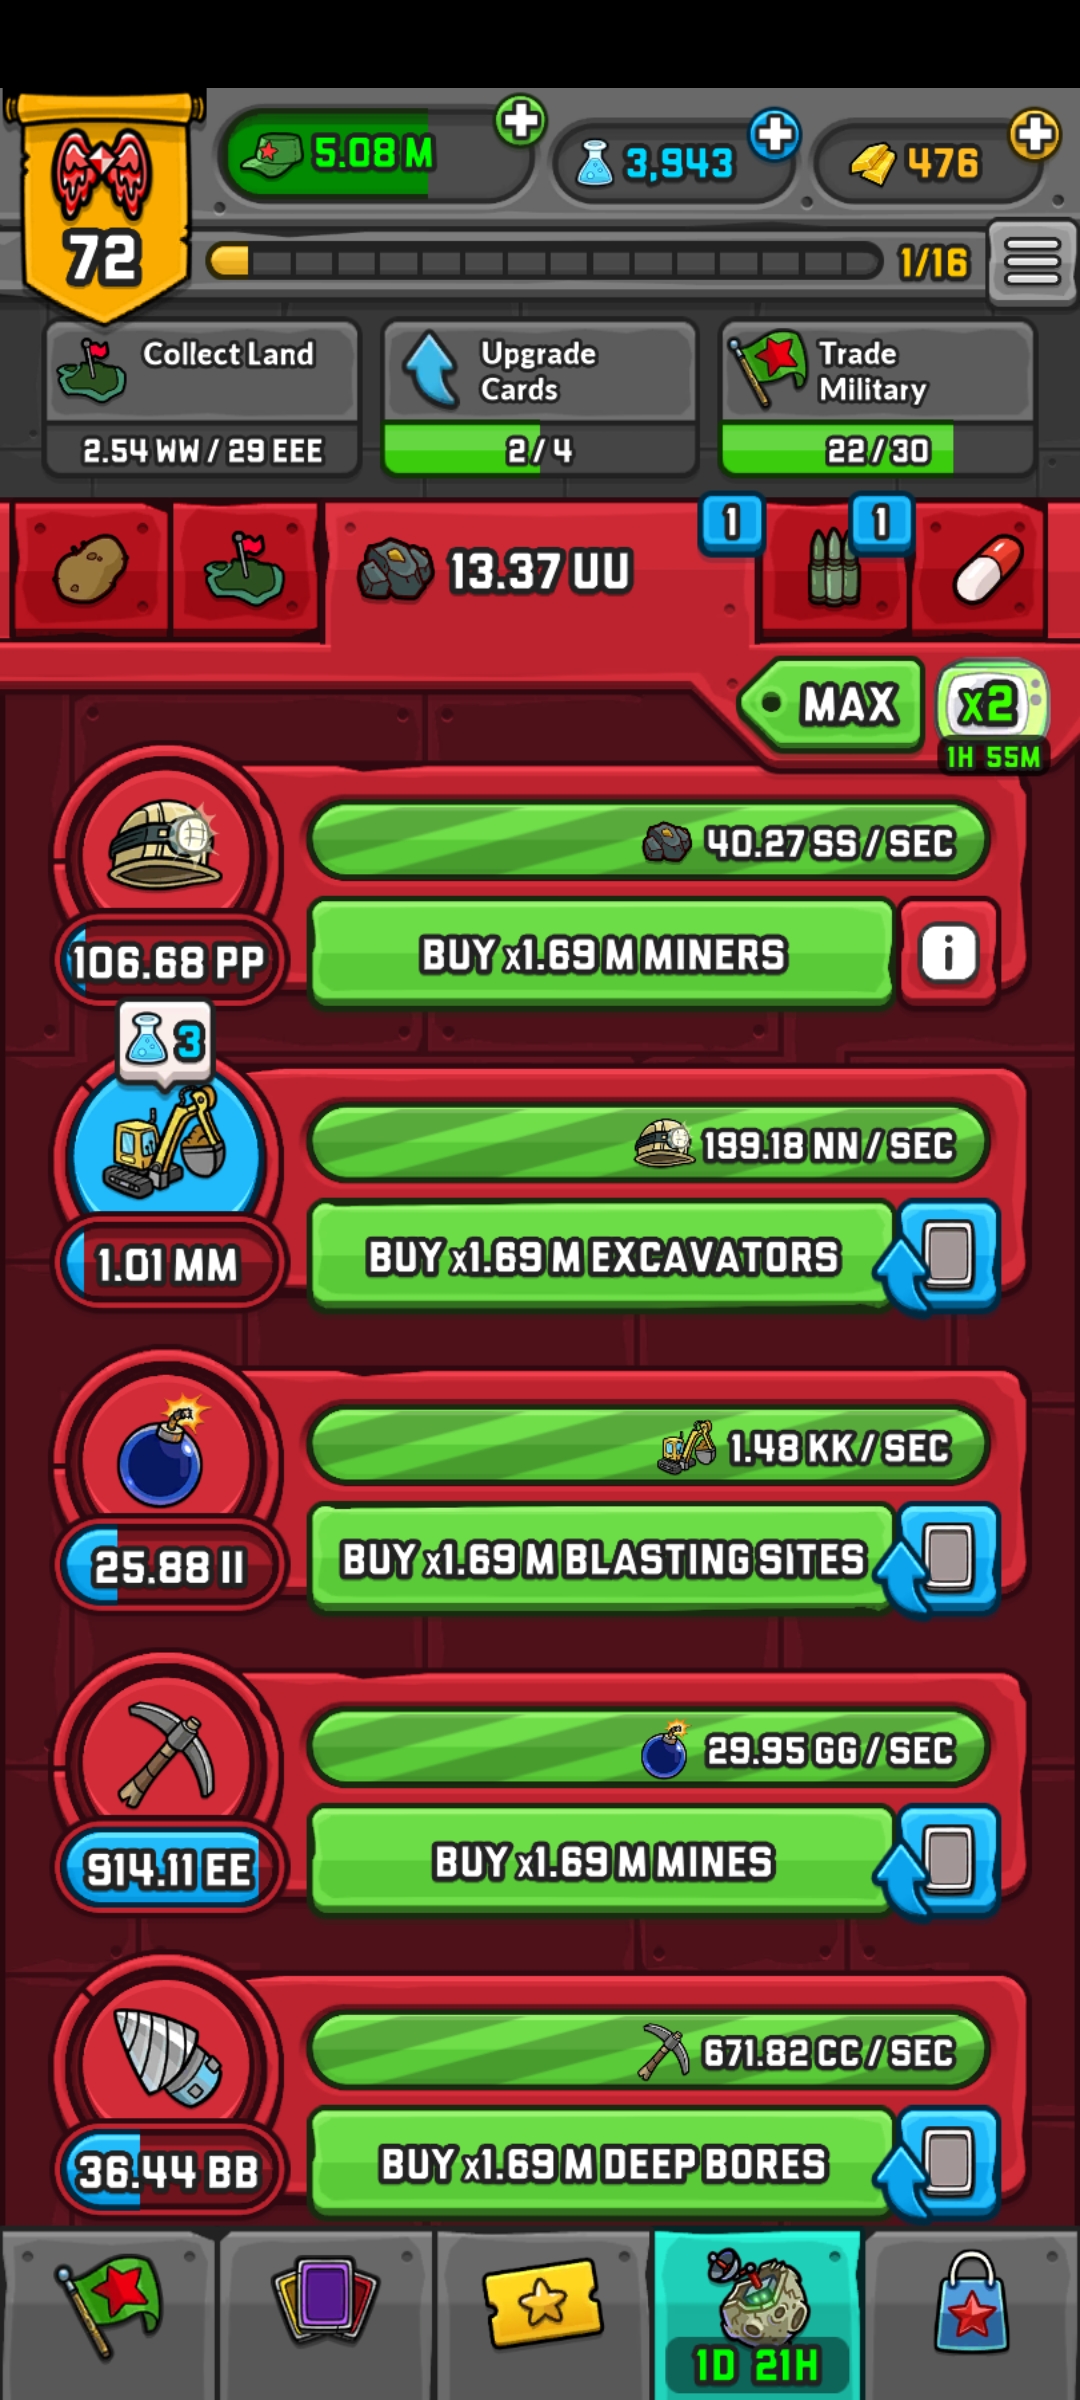 5.08 M
3,943
476
72
1/16
Collect Land
2.54 WW / 29 EEE
Upgrade
Cards
2/4
Trade
Military
22/30
13.37 UU
1
1
MAX
x2
1H 55M
40.27 SS / SEC
106.68 PP
BUY x1.69 M MINERS
i
3
199.18 NN / SEC
1.01 MM
BUY x1.69 M EXCAVATORS
1.48 KK / SEC
25.88 II
BUY x1.69 M BLASTING SITES
29.95 GG / SEC
914.11 EE
BUY x1.69 M MINES
671.82 CC / SEC
36.44 BB
BUY x1.69 M DEEP BORES
1D 21H